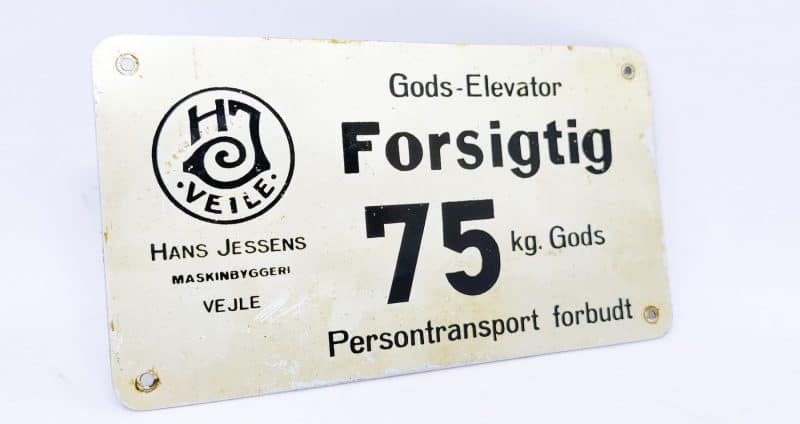 HJ
·VEJLE·
HANS JESSENS
MASKINBYGGERI
VEJLE
Gods-Elevator
Forsigtig
75 kg. Gods
Persontransport forbudt